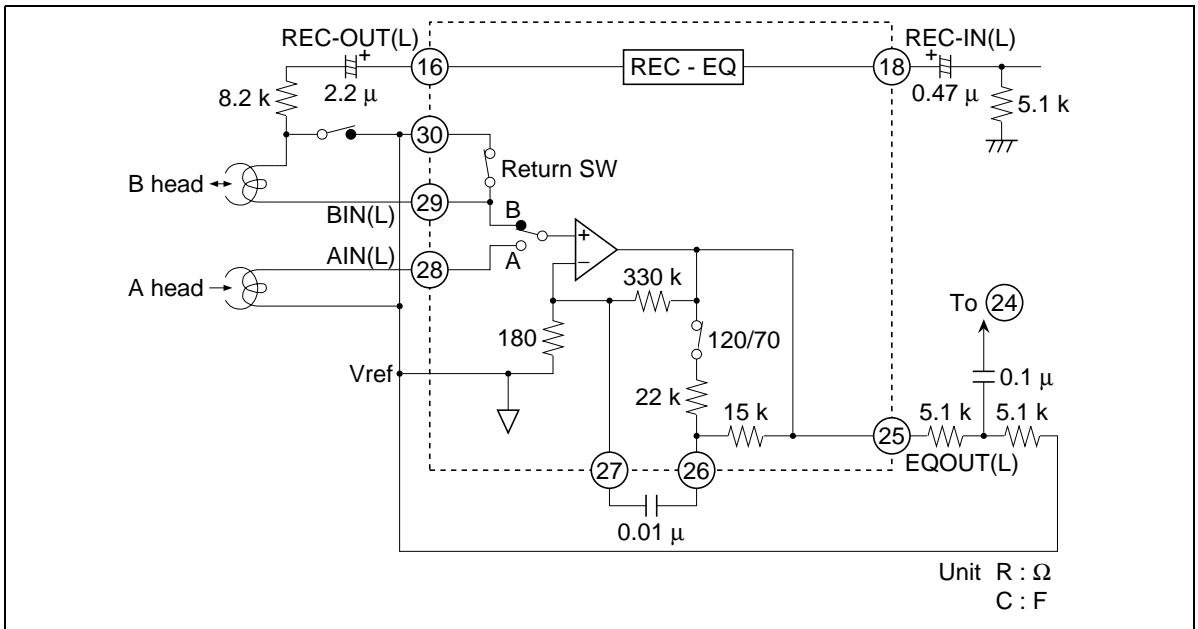 REC-OUT(L)
REC-IN(L)
+
16
REC - EQ
18
+
8.2 k
2.2 μ
0.47 μ
5.1 k
30
Return SW
B head
29
BIN(L)
B
+
AIN(L)
A
−
A head
28
330 k
To 24
180
120/70
Vref
0.1 μ
22 k
15 k
5.1 k
5.1 k
25
EQOUT(L)
27
26
0.01 μ
Unit R : Ω
C : F